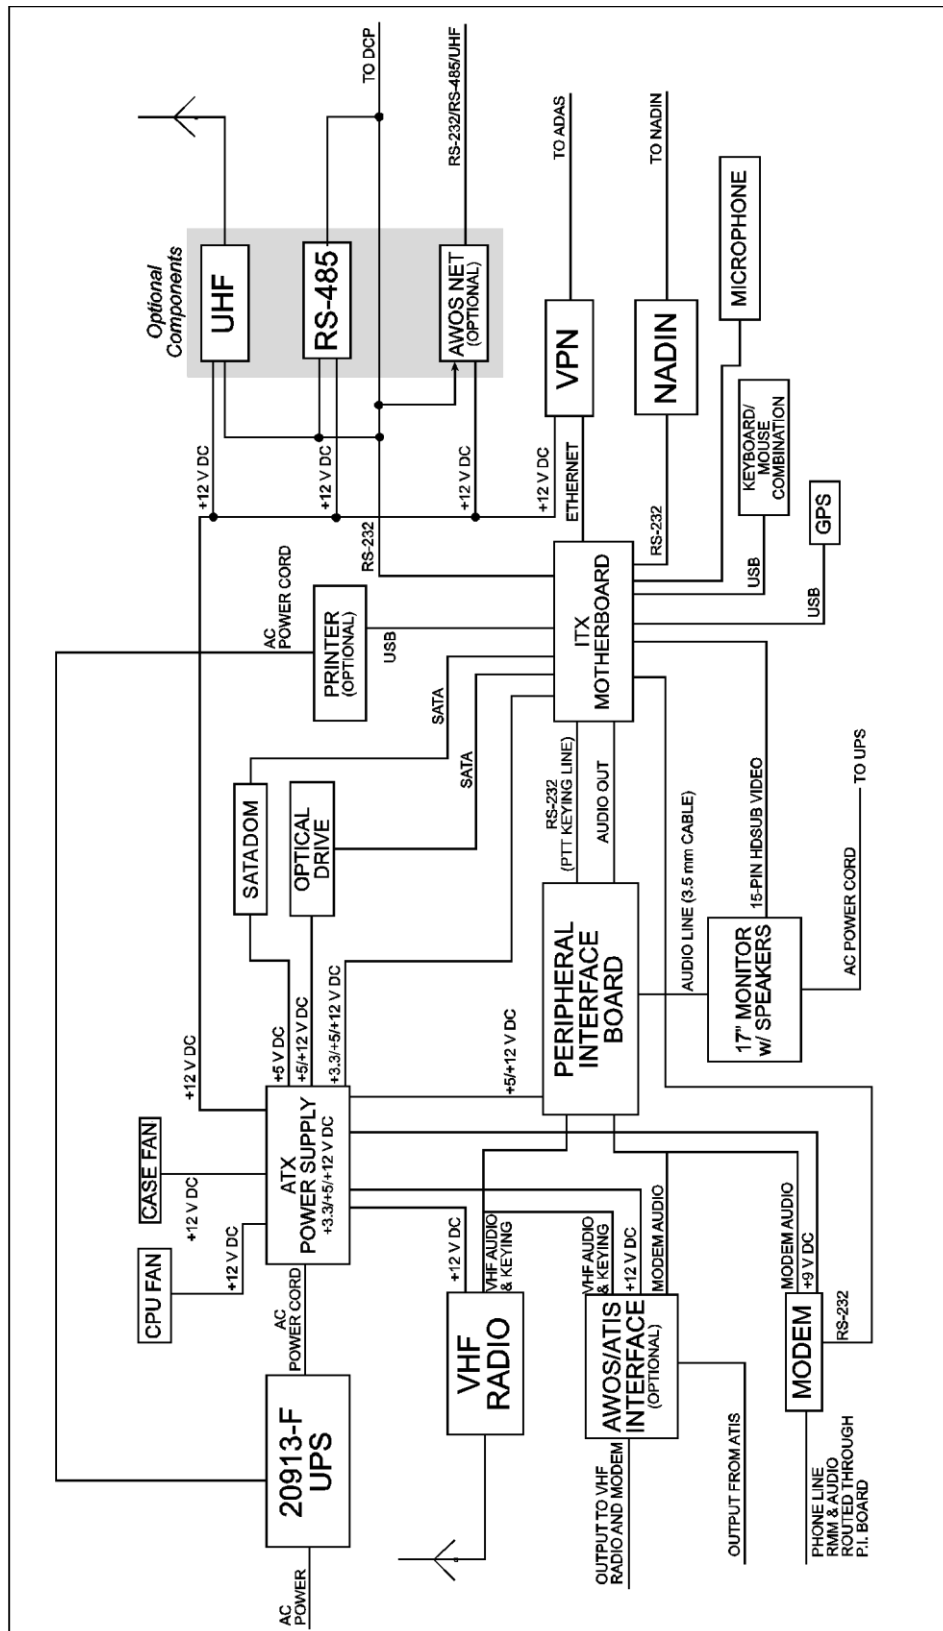 AC
POWER
20913-F
UPS
AC
POWER CORD
CPU FAN
+12 V DC
CASE FAN
+12 V DC
ATX
POWER SUPPLY
+3.3/+5/+12 V DC
+12 V DC
+5 V DC
+5/+12 V DC
+3.3/+5/+12 V DC
SATADOM
OPTICAL
DRIVE
SATA
SATA
AC
POWER CORD
PRINTER
(OPTIONAL)
USB
Optional
Components
UHF
RS-485
AWOS NET
(OPTIONAL)
+12 V DC
+12 V DC
+12 V DC
+12 V DC
RS-232
TO DCP
RS-232/RS-485/UHF
VPN
TO ADAS
ETHERNET
NADIN
TO NADIN
RS-232
ITX
MOTHERBOARD
MICROPHONE
KEYBOARD/
MOUSE
COMBINATION
USB
GPS
USB
RS-232
(PTT KEYING LINE)
AUDIO OUT
PERIPHERAL
INTERFACE
BOARD
+5/+12 V DC
AUDIO LINE (3.5 mm CABLE)
15-PIN HDSUB VIDEO
17" MONITOR
w/ SPEAKERS
AC POWER CORD
TO UPS
VHF
RADIO
+12 V DC
VHF AUDIO
& KEYING
AWOS/ATIS
INTERFACE
(OPTIONAL)
VHF AUDIO
& KEYING
+12 V DC
MODEM AUDIO
OUTPUT TO VHF
RADIO AND MODEM
OUTPUT FROM ATIS
MODEM
MODEM AUDIO
+9 V DC
RS-232
PHONE LINE
RMM & AUDIO
ROUTED THROUGH
P.I. BOARD